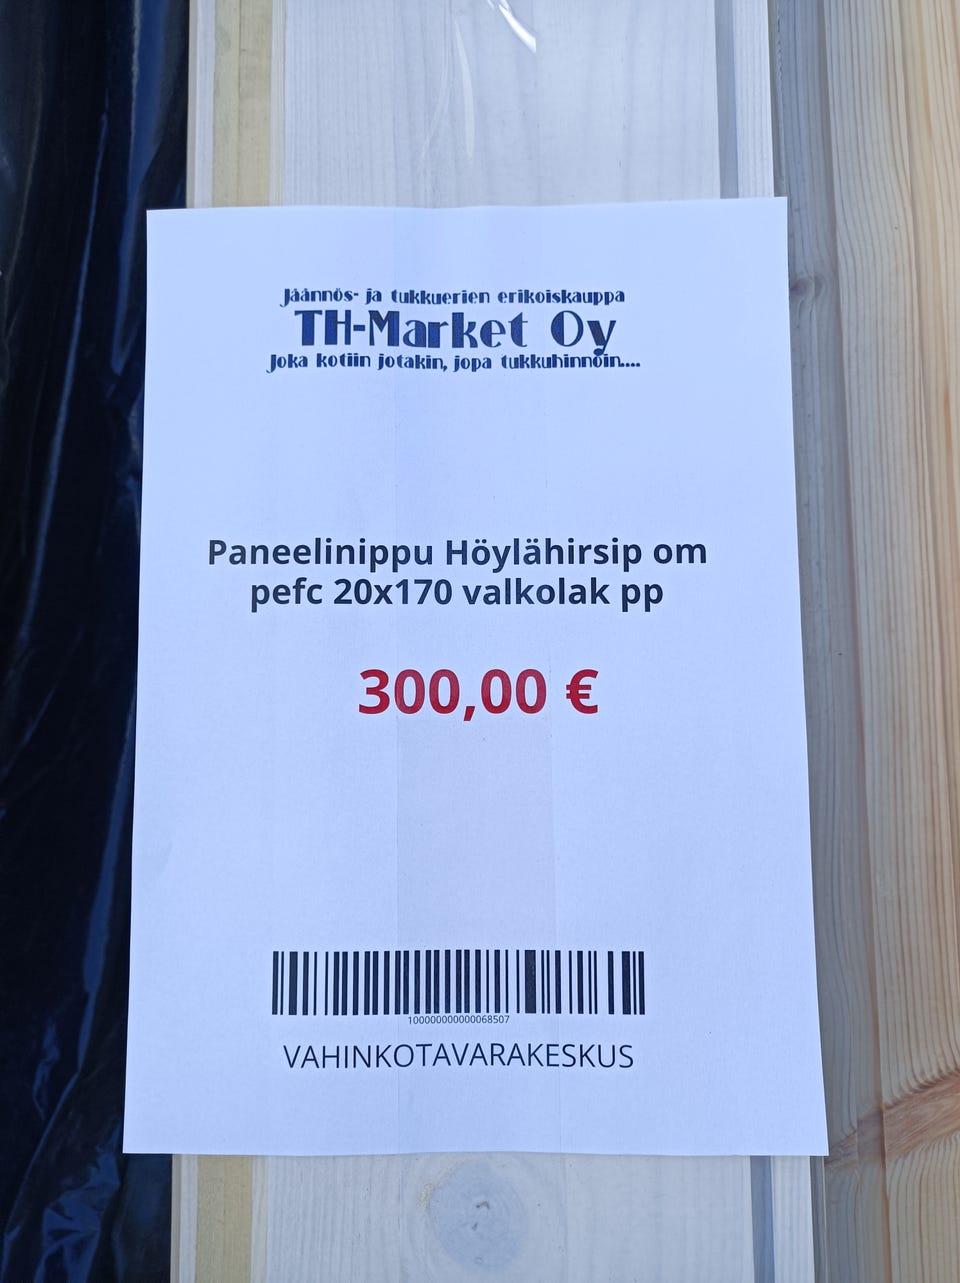 Jäännös- ja tukkuerien erikoiskauppa
TH-Market Oy
Joka kotiin jotakin, jopa tukkuhinnoin....
Paneelinippu Höylähirsip om
pefc 20x170 valkolak pp
300,00 €
100000000000068507
VAHINKOTAVARAKESKUS